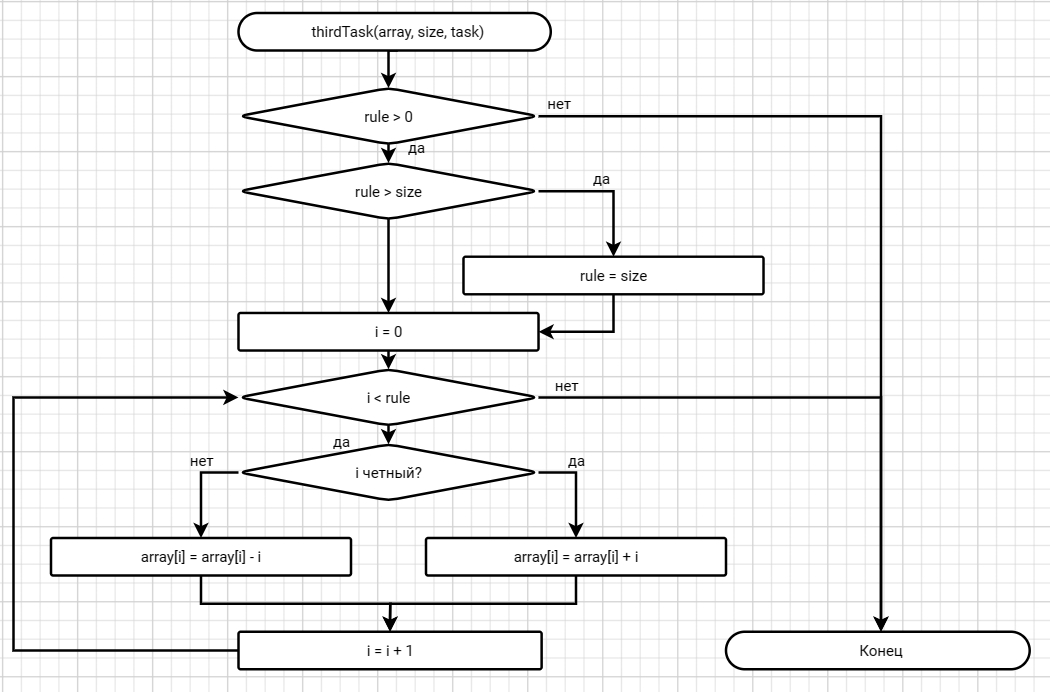 thirdTask(array, size, task)
rule > 0
нет
да
rule > size
да
rule = size
i = 0
i < rule
нет
да
i четный?
нет
да
array[i] = array[i] - i
array[i] = array[i] + i
i = i + 1
Конец